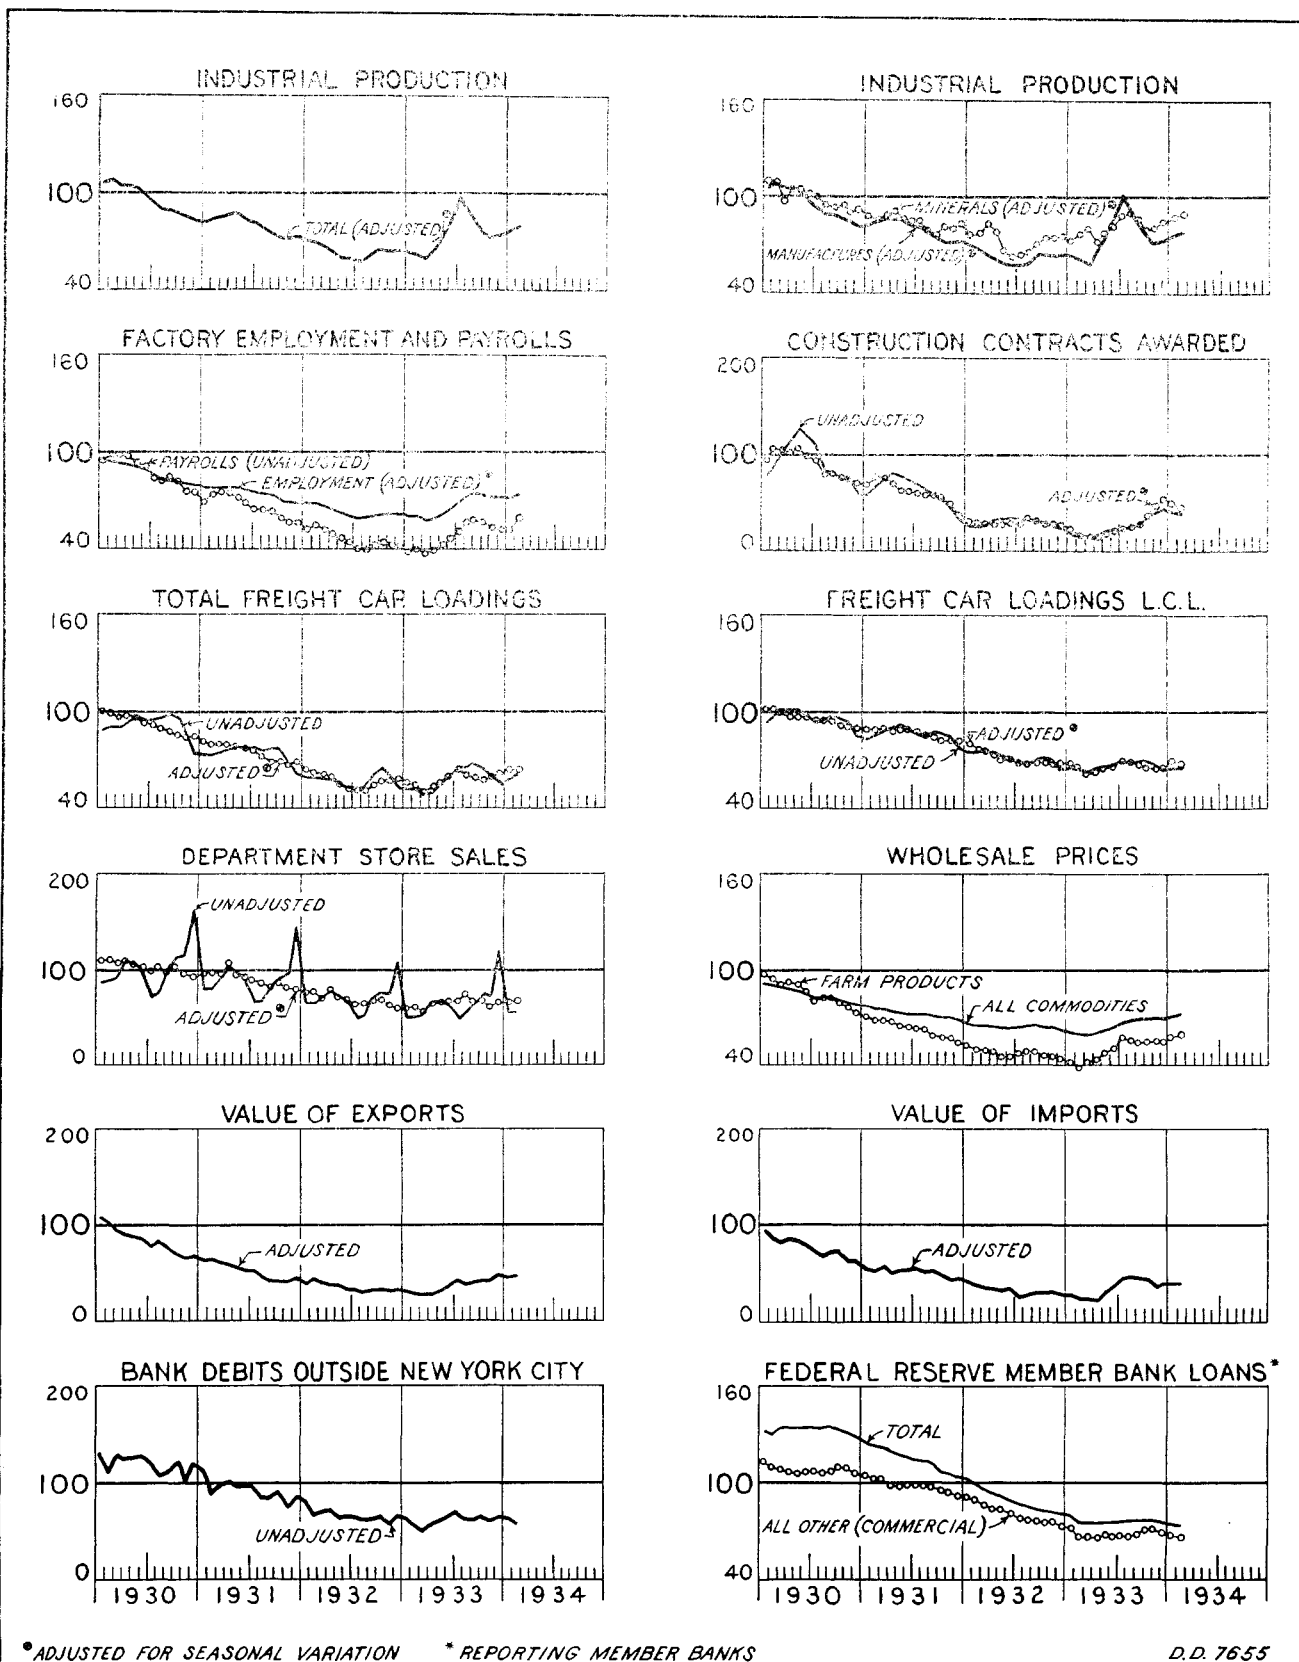 INDUSTRIAL PRODUCTION
160
100
40
TOTAL (ADJUSTED)
INDUSTRIAL PRODUCTION
160
100
40
MINERALS (ADJUSTED)
MANUFACTURES (ADJUSTED)
FACTORY EMPLOYMENT AND PAYROLLS
160
100
40
PAYROLLS (UNADJUSTED)
EMPLOYMENT (ADJUSTED)
CONSTRUCTION CONTRACTS AWARDED
200
100
0
UNADJUSTED
ADJUSTED
TOTAL FREIGHT CAR LOADINGS
160
100
40
UNADJUSTED
ADJUSTED
FREIGHT CAR LOADINGS L.C.L.
160
100
40
ADJUSTED
UNADJUSTED
DEPARTMENT STORE SALES
200
100
0
UNADJUSTED
ADJUSTED
WHOLESALE PRICES
160
100
40
FARM PRODUCTS
ALL COMMODITIES
VALUE OF EXPORTS
200
100
0
ADJUSTED
VALUE OF IMPORTS
200
100
0
ADJUSTED
BANK DEBITS OUTSIDE NEW YORK CITY
200
100
0
UNADJUSTED
1930 1931 1932 1933 1934
FEDERAL RESERVE MEMBER BANK LOANS*
160
100
40
TOTAL
ALL OTHER (COMMERCIAL)
1930 1931 1932 1933 1934
•ADJUSTED FOR SEASONAL VARIATION * REPORTING MEMBER BANKS D.D. 7655